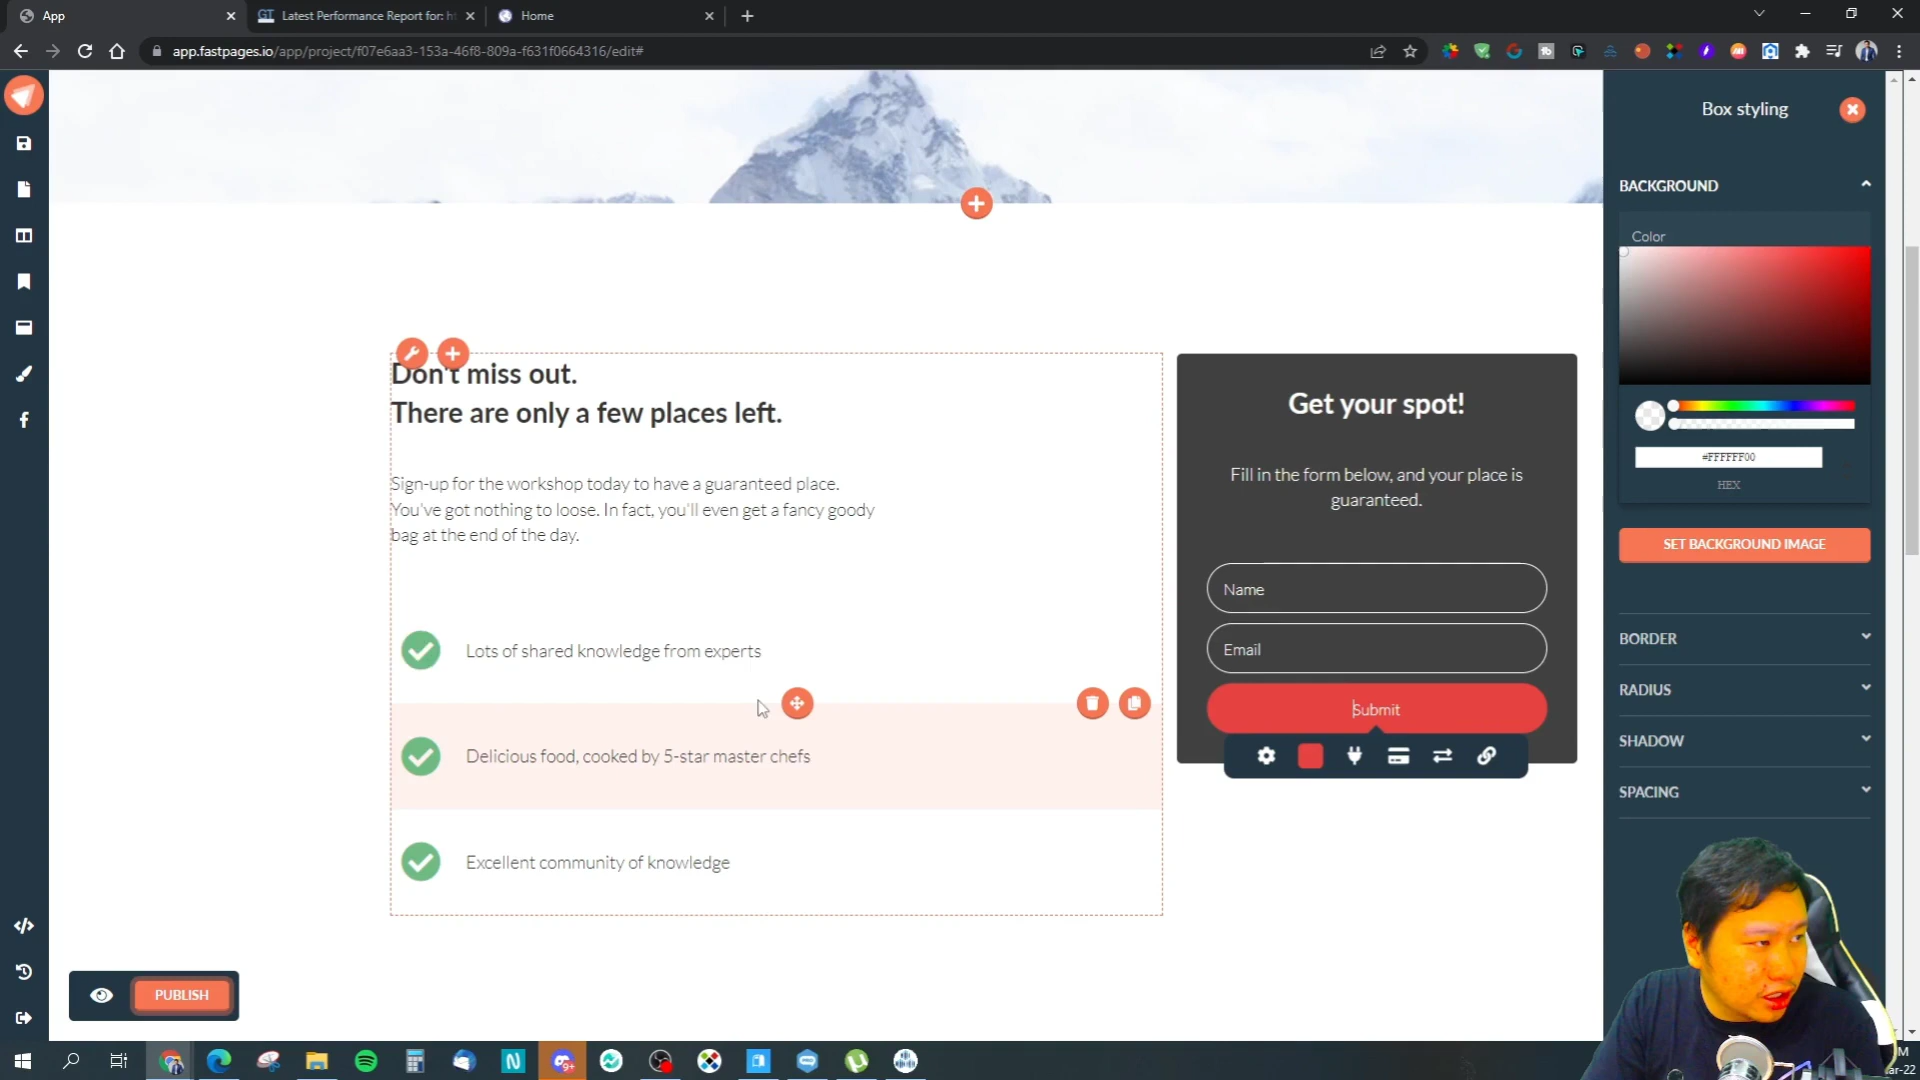 App
GT Latest Performance Report for: ht
Home
app.fastpages.io/app/project/f07e6aa3-153a-46f8-809a-f631f0664316/edit#
Box styling
BACKGROUND
Color
#FFFFFF00
HEX
SET BACKGROUND IMAGE
BORDER
RADIUS
SHADOW
SPACING
Don't miss out.
There are only a few places left.
Sign-up for the workshop today to have a guaranteed place.
You've got nothing to loose. In fact, you'll even get a fancy goody
bag at the end of the day.
Lots of shared knowledge from experts
Delicious food, cooked by 5-star master chefs
Excellent community of knowledge
Get your spot!
Fill in the form below, and your place is
guaranteed.
Name
Email
Submit
PUBLISH
9+
M
ar-22